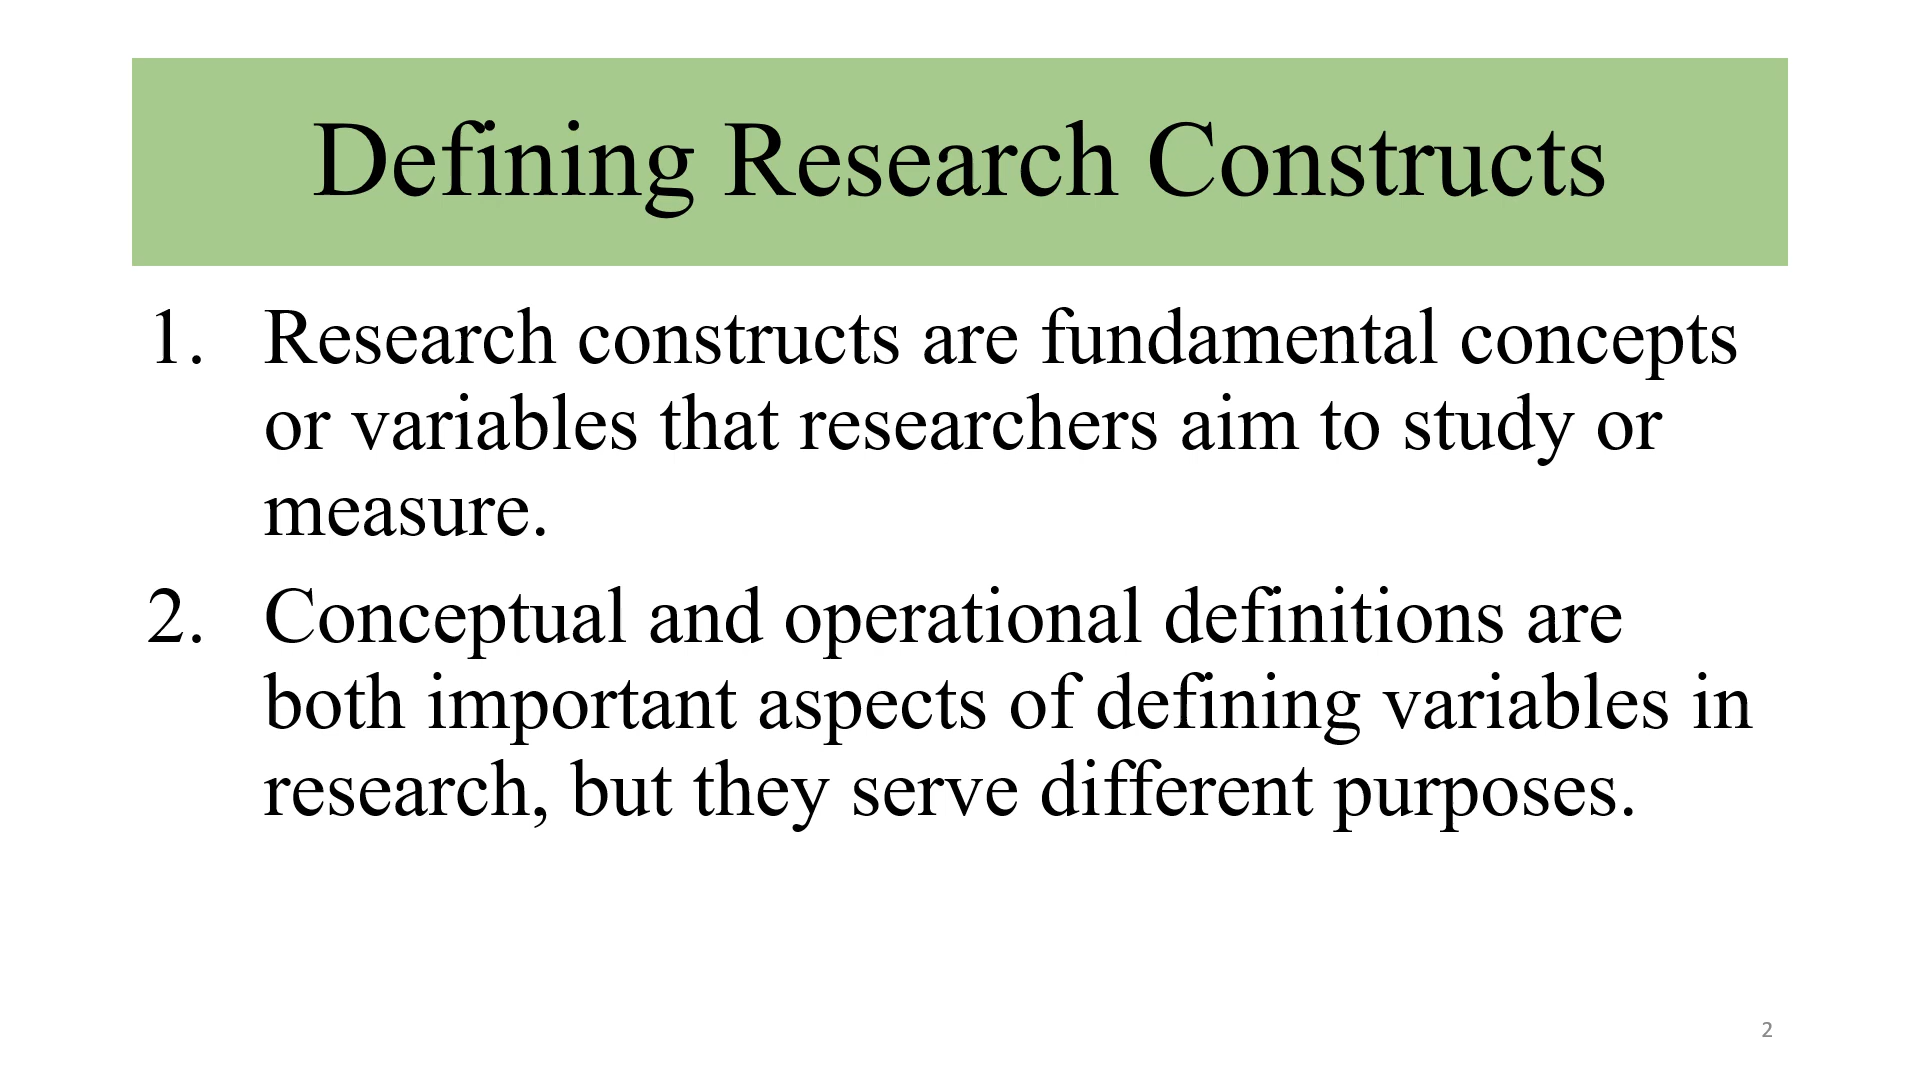 Defining Research Constructs
1. Research constructs are fundamental concepts
or variables that researchers aim to study or
measure.
2. Conceptual and operational definitions are
both important aspects of defining variables in
research, but they serve different purposes.
2